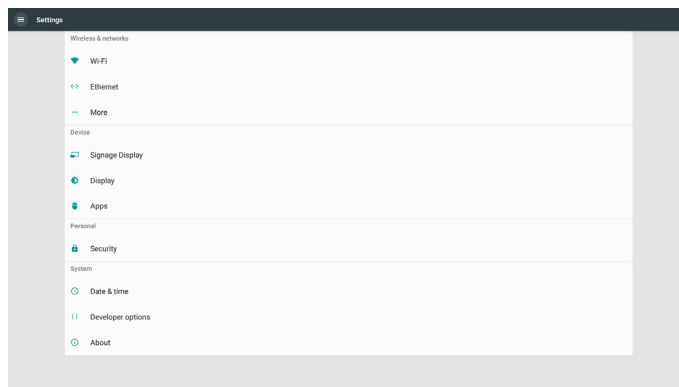 Settings
Wireless & networks
Wi-Fi
Ethernet
More
Device
Signage Display
Display
Apps
Personal
Security
System
Date & time
Developer options
About